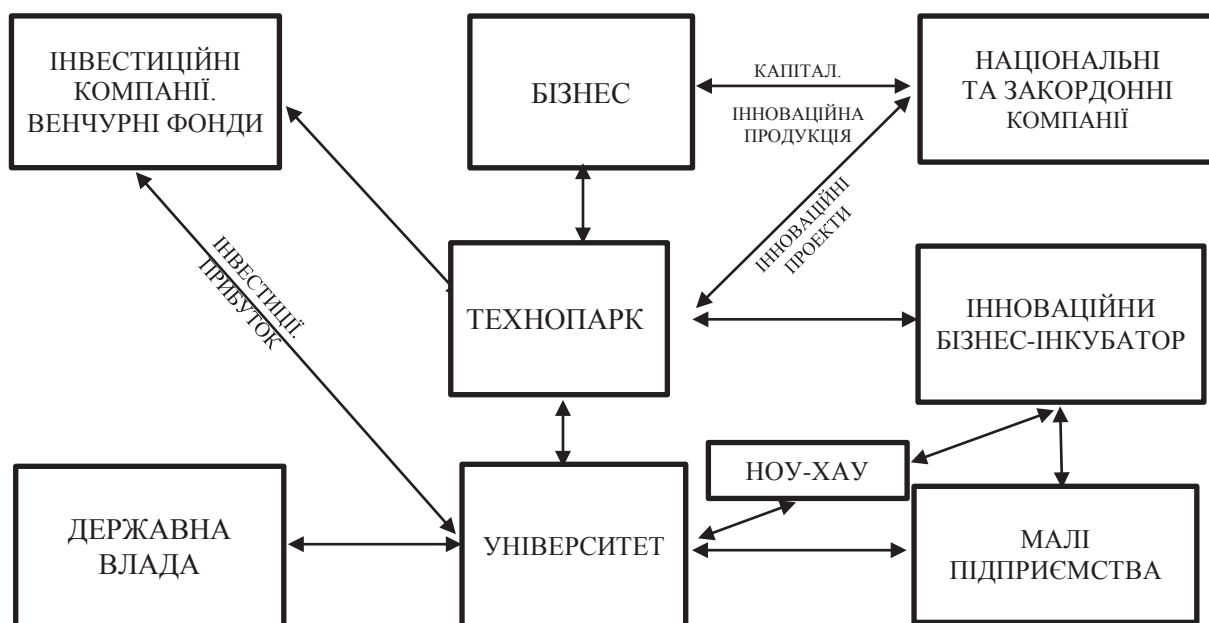 ІНВЕСТИЦІЙНІ
КОМПАНІЇ.
ВЕНЧУРНІ ФОНДИ
БІЗНЕС
КАПІТАЛ.
ІННОВАЦІЙНА
ПРОДУКЦІЯ
НАЦІОНАЛЬНІ
ТА ЗАКОРДОННІ
КОМПАНІЇ
ІНВЕСТИЦІЇ.
ПРИБУТОК
ІННОВАЦІЙНІ
ПРОЕКТИ
ТЕХНОПАРК
ІННОВАЦІЙНИ
БІЗНЕС-ІНКУБАТОР
НОУ-ХАУ
ДЕРЖАВНА
ВЛАДА
УНІВЕРСИТЕТ
МАЛІ
ПІДПРИЄМСТВА